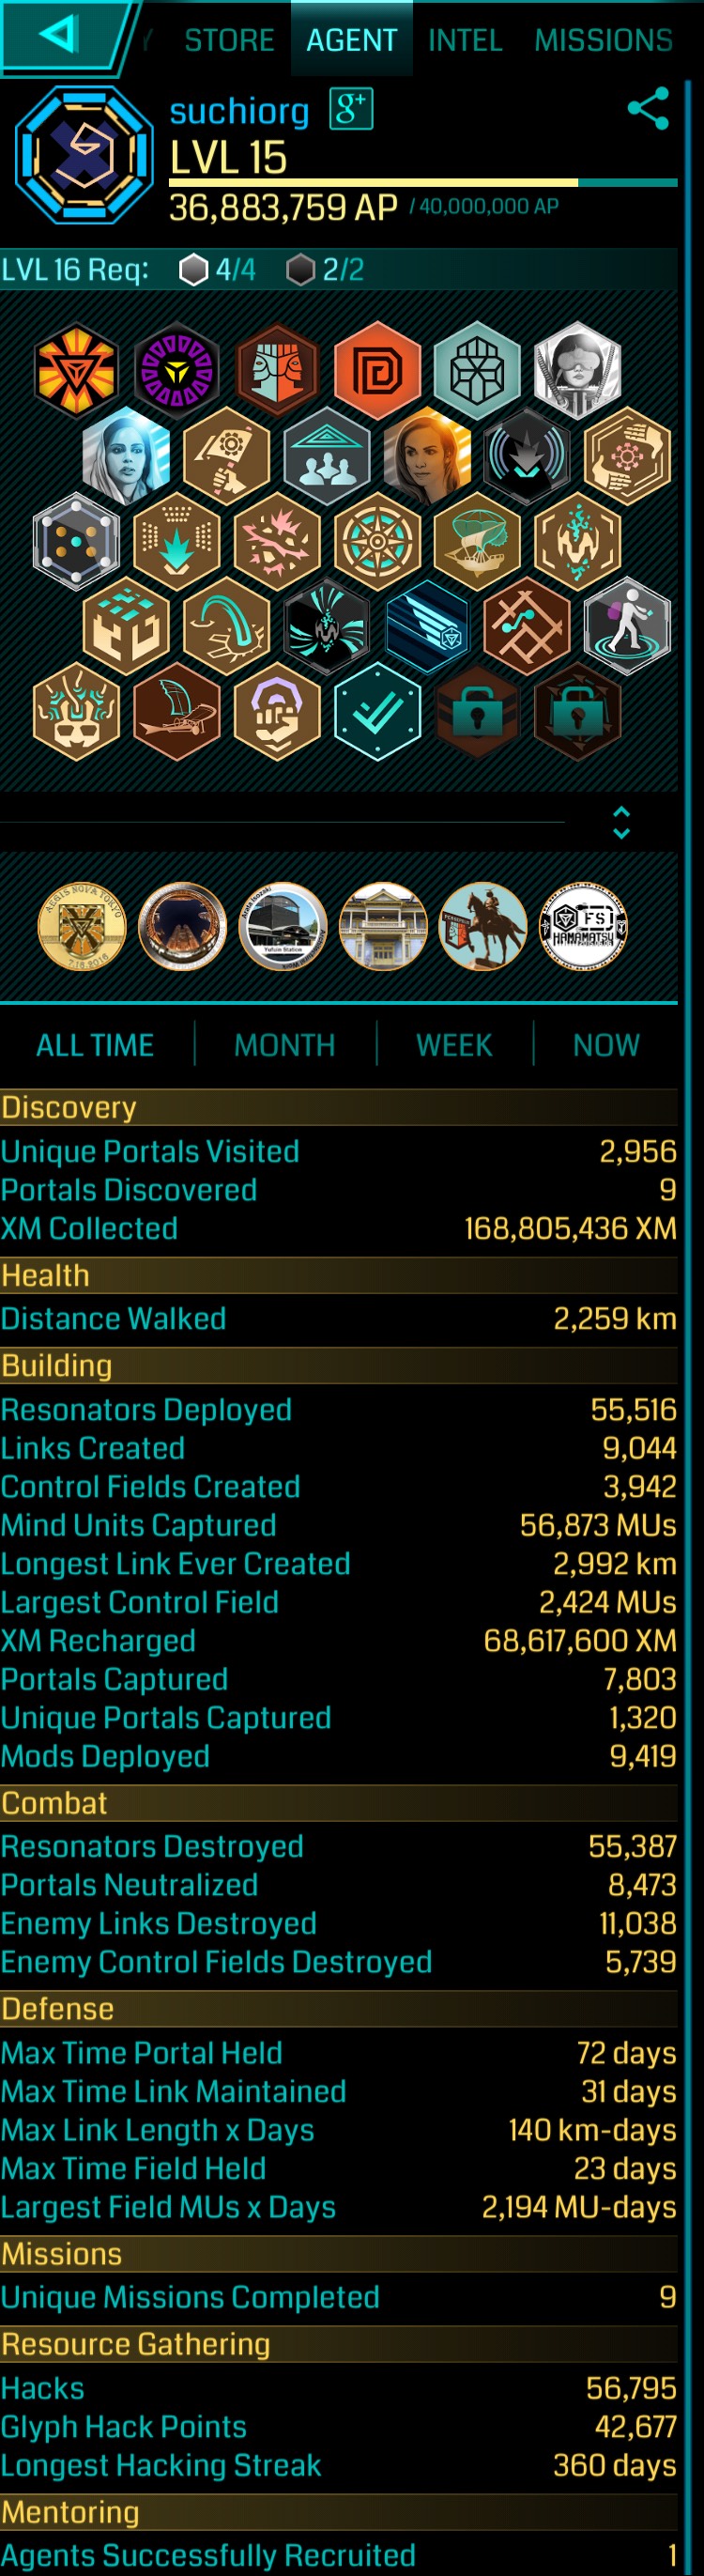 Y STORE AGENT INTEL MISSIONS
suchiorg g+
LVL 15
36,883,759 AP / 40,000,000 AP
LVL 16 Req: 4/4 2/2
AEGIS NOVA TOKYO
7.16.2016
Arata Isozaki
Yufuin Station
PERSEPOLIS
FS
HAMAMATSU
ALL TIME MONTH WEEK NOW
Discovery
Unique Portals Visited 2,956
Portals Discovered 9
XM Collected 168,805,436 XM
Health
Distance Walked 2,259 km
Building
Resonators Deployed 55,516
Links Created 9,044
Control Fields Created 3,942
Mind Units Captured 56,873 MUs
Longest Link Ever Created 2,992 km
Largest Control Field 2,424 MUs
XM Recharged 68,617,600 XM
Portals Captured 7,803
Unique Portals Captured 1,320
Mods Deployed 9,419
Combat
Resonators Destroyed 55,387
Portals Neutralized 8,473
Enemy Links Destroyed 11,038
Enemy Control Fields Destroyed 5,739
Defense
Max Time Portal Held 72 days
Max Time Link Maintained 31 days
Max Link Length x Days 140 km-days
Max Time Field Held 23 days
Largest Field MUs x Days 2,194 MU-days
Missions
Unique Missions Completed 9
Resource Gathering
Hacks 56,795
Glyph Hack Points 42,677
Longest Hacking Streak 360 days
Mentoring
Agents Successfully Recruited 1